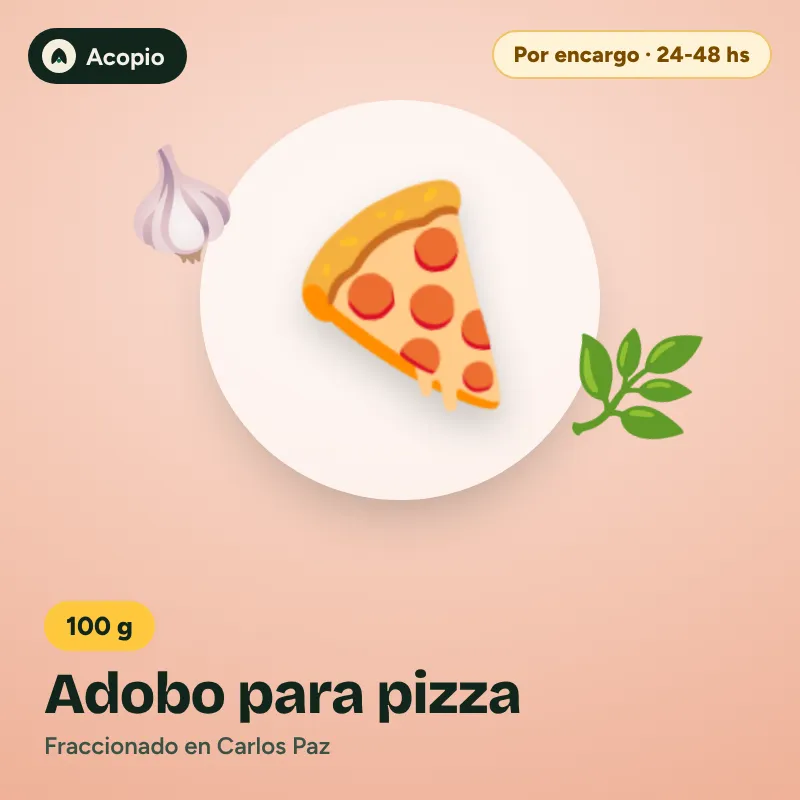 Acopio
Por encargo · 24-48 hs
100 g
Adobo para pizza
Fraccionado en Carlos Paz